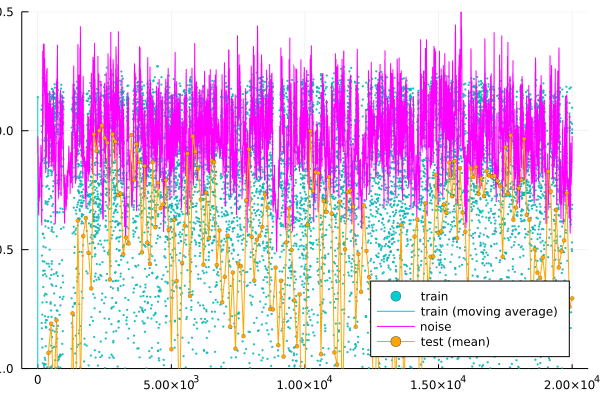 0.5
0.0
0.5
1.0
0
5.00×10³
1.00×10⁴
1.50×10⁴
2.00×10⁴
train
train (moving average)
noise
test (mean)